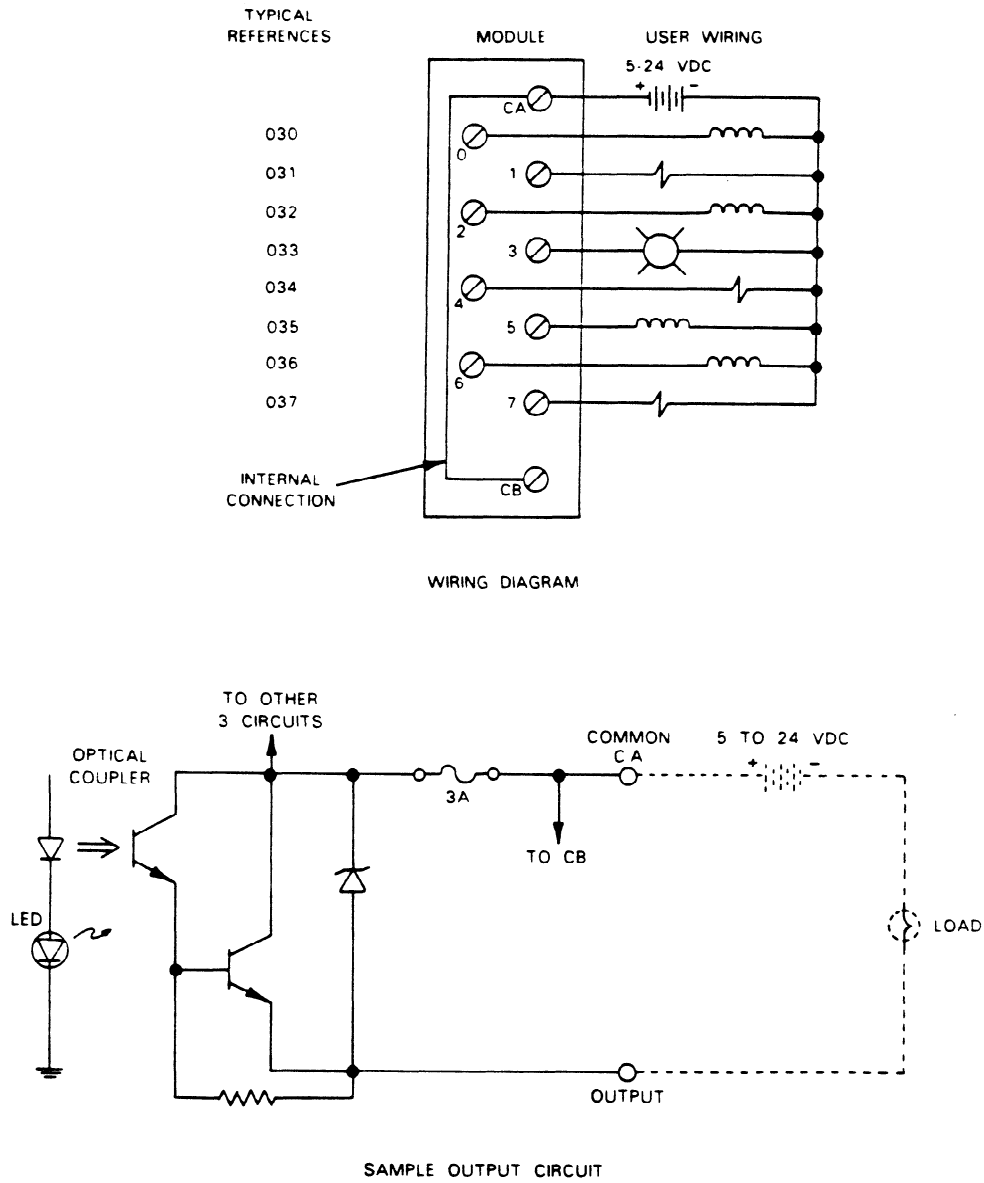 TYPICAL
REFERENCES
MODULE
USER WIRING
5-24 VDC
+ -
CA
030
0
031
1
032
2
033
3
034
4
035
5
036
6
037
7
INTERNAL
CONNECTION
CB
WIRING DIAGRAM
TO OTHER
3 CIRCUITS
OPTICAL
COUPLER
COMMON
CA
5 TO 24 VDC
+ -
3A
TO CB
LED
LOAD
OUTPUT
SAMPLE OUTPUT CIRCUIT